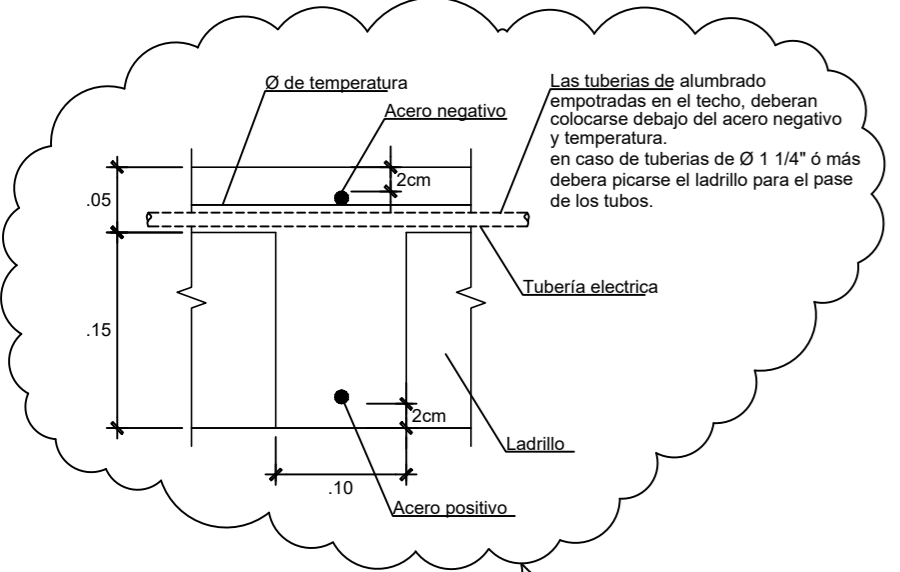 Ø de temperatura
Acero negativo
Las tuberias de alumbrado
empotradas en el techo, deberan
colocarse debajo del acero negativo
y temperatura.
en caso de tuberias de Ø 1 1/4" ó más
debera picarse el ladrillo para el pase
de los tubos.
2cm
.05
Tubería electrica
.15
2cm
Ladrillo
.10
Acero positivo